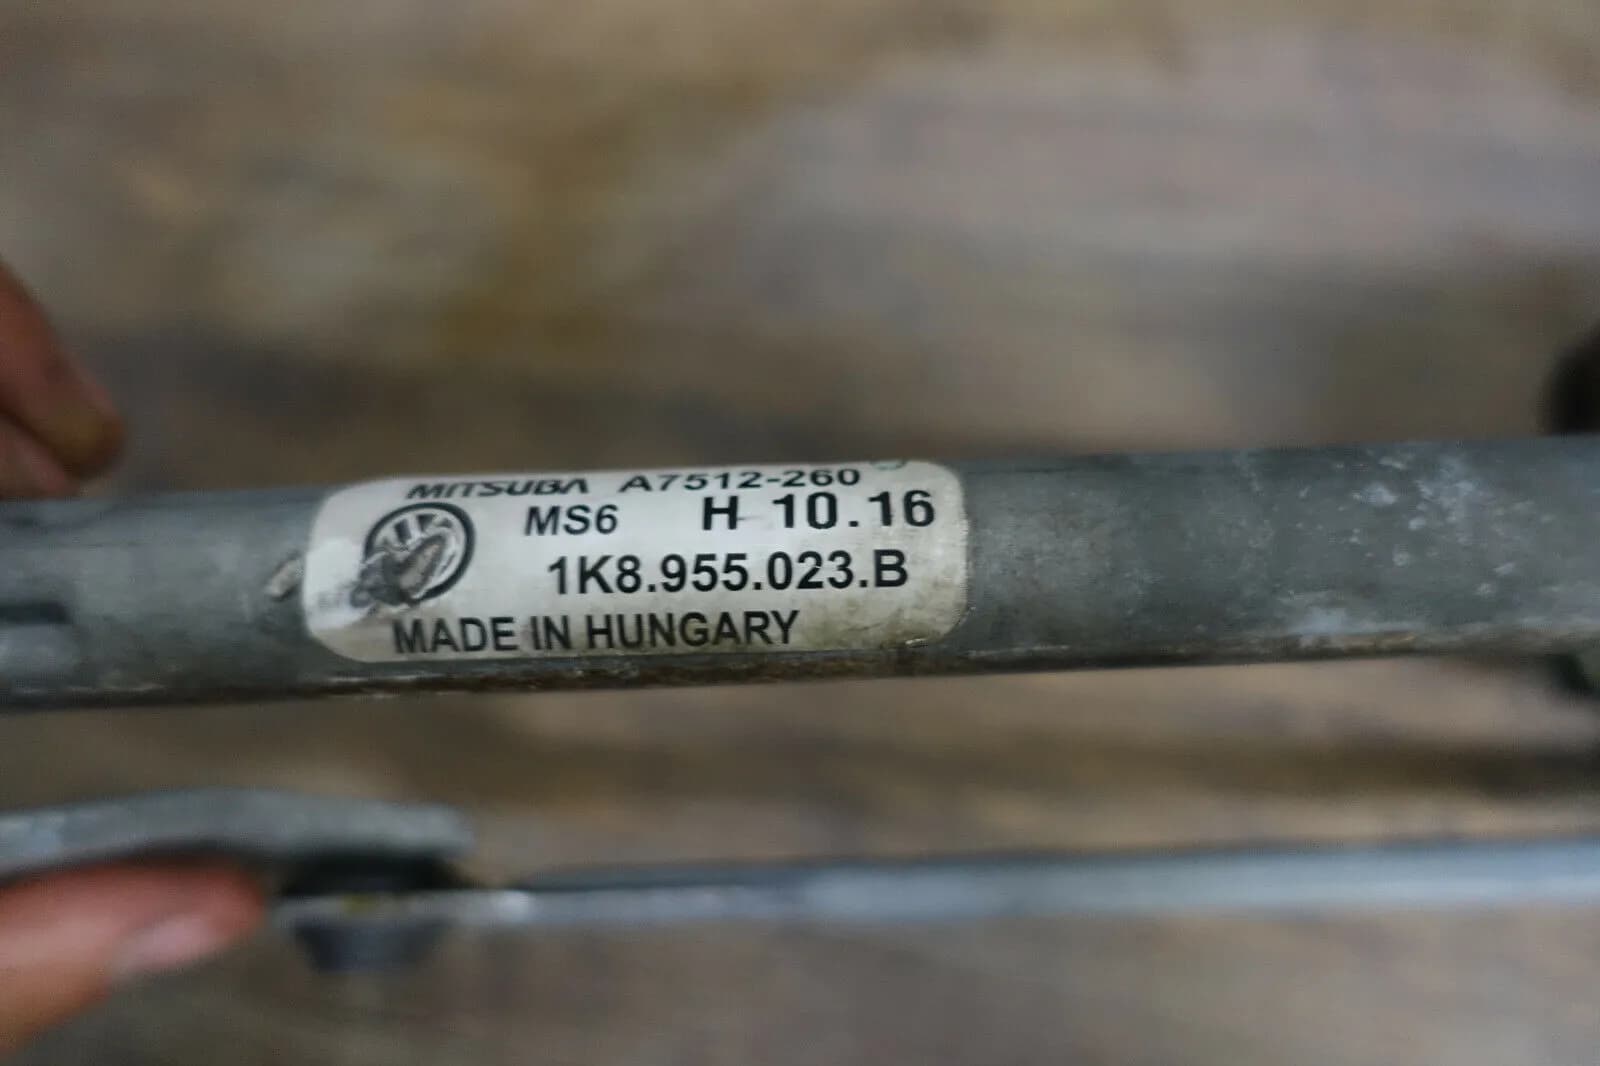 MITSUBA A7512-260
MS6 H 10.16
1K8.955.023.B
MADE IN HUNGARY